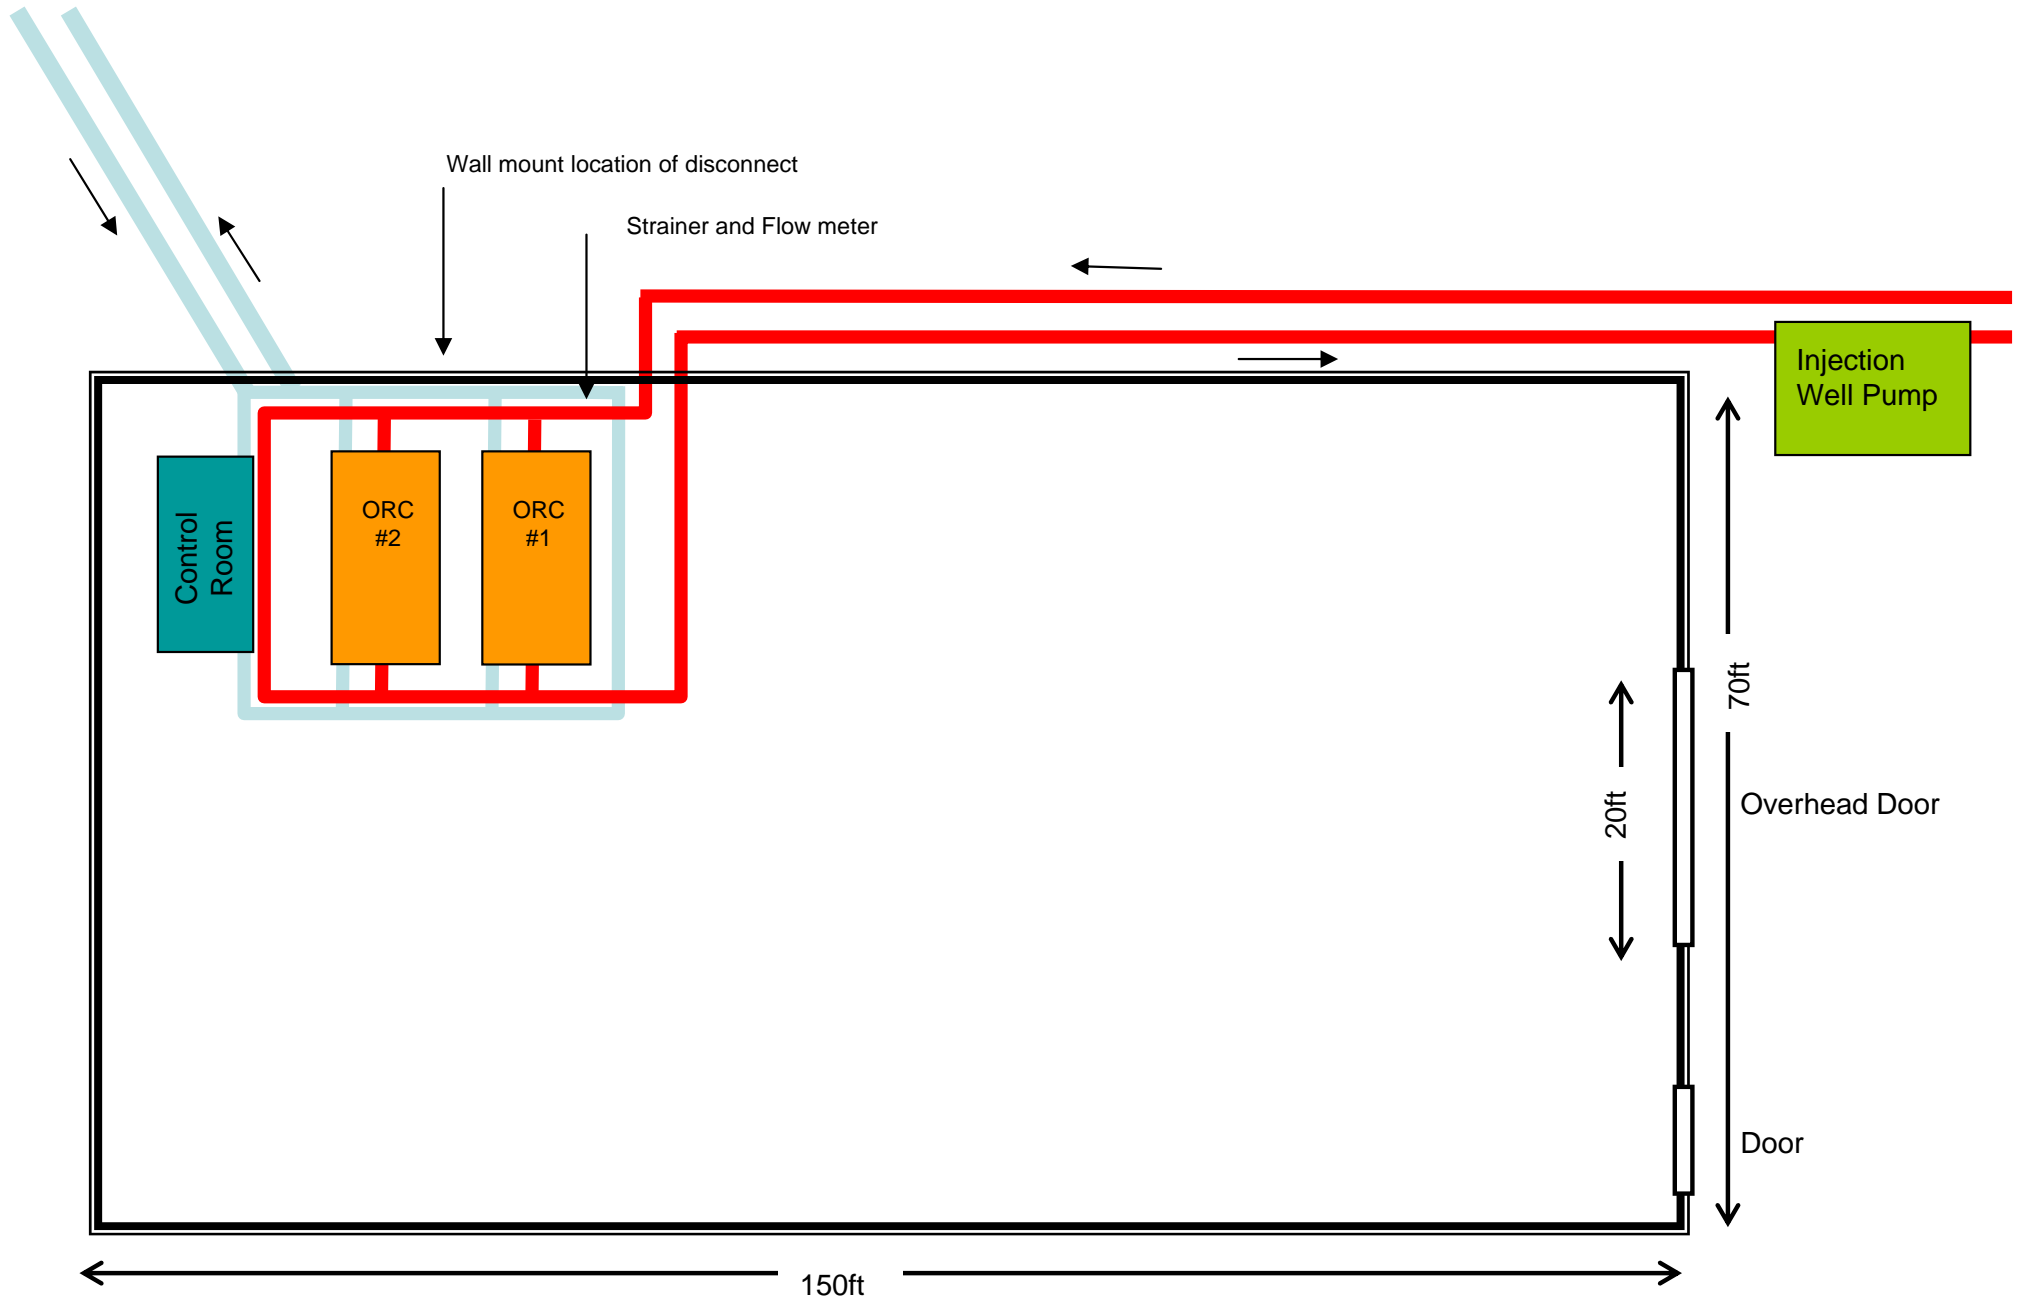 Wall mount location of disconnect
Strainer and Flow meter
Injection
Well Pump
Control
Room
ORC
#2
ORC
#1
70ft
20ft
Overhead Door
Door
150ft